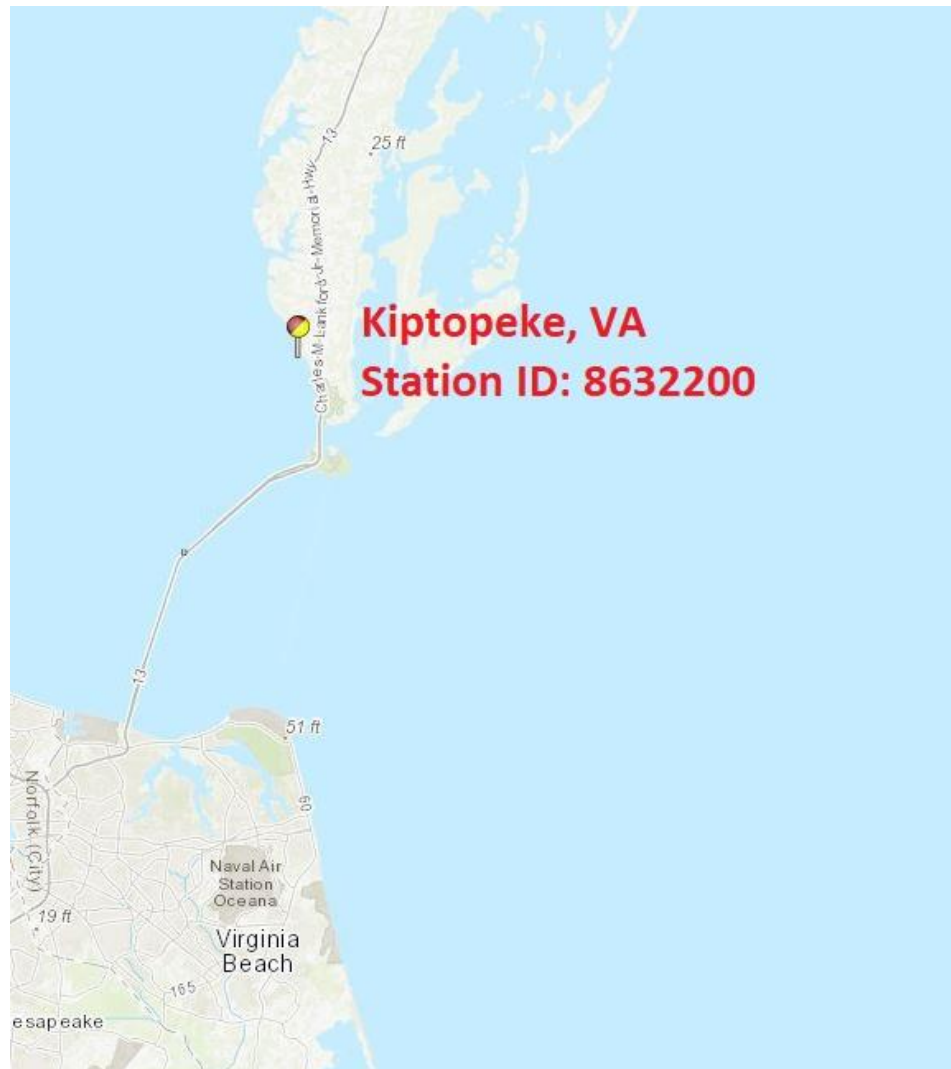 13
25 ft
Charles-M-Lankford-Jr-Memorial-Hwy
Kiptopeke, VA
Station ID: 8632200
13
51 ft
60
Norfolk (City)
Naval Air
Station
Oceana
19 ft
Virginia
Beach
165
esapeake